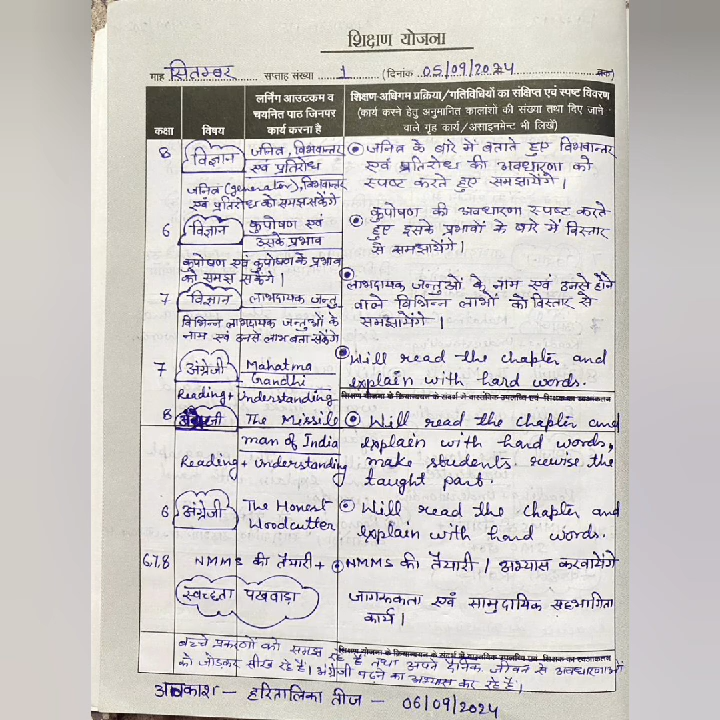 शिक्षण योजना
माह सितम्बर सप्ताह संख्या 1 (दिनांक 05/09/2024 तक)
कक्षा विषय लर्निंग आउटकम व चयनित पाठ जिनपर कार्य करना है शिक्षण-अधिगम प्रक्रिया/गतिविधियों का संक्षिप्त एवं स्पष्ट विवरण
(कार्य करने हेतु अनुमानित कालांशों की संख्या तथा दिए जाने
वाले गृह कार्य/असाइनमेन्ट भी लिखें)
8 विज्ञान जनित्र, विभवान्तर जनित्र के बारे में बताते हुए विभवान्तर
एवं प्रतिरोध एवं प्रतिरोध की अवधारणा को
जनित्र (generator), विभवान्तर स्पष्ट करते हुए समझायेंगे।
एवं प्रतिरोध को समझ सकेंगे
6 विज्ञान कुपोषण एवं कुपोषण की अवधारणा स्पष्ट करते
उसके प्रभाव हुए इसके प्रभावों के बारे में विस्तार
कुपोषण एवं कुपोषण के प्रभाव से समझायेंगे।
को समझ सकेंगे।
7 विज्ञान लाभदायक जन्तु लाभदायक जन्तुओं के नाम एवं उनसे होने
वाले विभिन्न लाभों को विस्तार से
विभिन्न लाभदायक जन्तुओं के समझायेंगे।
नाम एवं उनसे लाभ बता सकेंगे
7 अंग्रेजी Mahatma Will read the chapter and
Gandhi explain with hard words.
Reading + Understanding
8 अंग्रेजी The Missile Will read the chapter and
man of India explain with hard words,
Reading + Understanding make students rewise the
taught part.
6 अंग्रेजी The Honest Will read the chapter and
Woodcutter explain with hard words.
6,7,8 NMMS की तैयारी + NMMS की तैयारी / अभ्यास करवायेंगे
स्वच्छता पखवाड़ा जागरूकता एवं सामुदायिक सहभागिता
कार्य।
बच्चे प्रकरणों को समझ रहे हैं तथा अपने दैनिक जीवन से अवधारणाओं
को जोड़कर सीख रहे हैं। अंग्रेजी पढ़ने का अभ्यास कर रहे हैं।
अवकाश – हरितालिका तीज – 06/09/2024